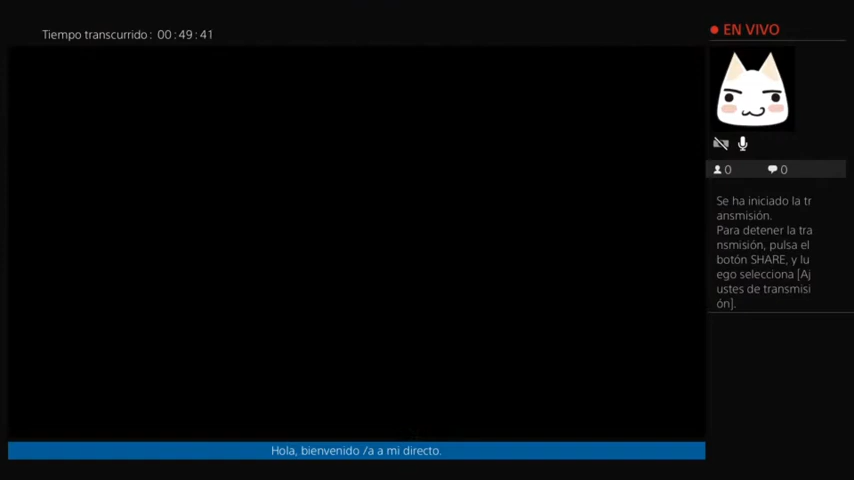 Tiempo transcurrido: 00:49:41
EN VIVO
0 0
Se ha iniciado la tr
ansmisión.
Para detener la tra
nsmisión, pulsa el
botón SHARE, y lu
ego selecciona [Aj
ustes de transmisi
ón].
Hola, bienvenido /a a mi directo.